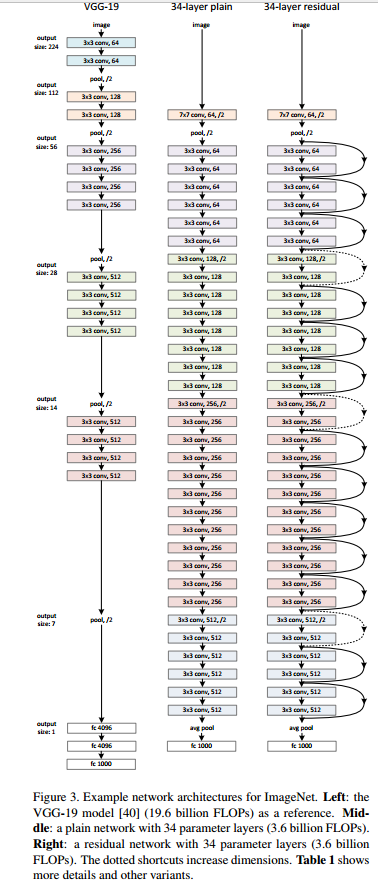 VGG-19
34-layer plain
34-layer residual
output
size: 224
output
size: 112
output
size: 56
output
size: 28
output
size: 14
output
size: 7
output
size: 1
image
3x3 conv, 64
3x3 conv, 64
pool, /2
3x3 conv, 128
3x3 conv, 128
pool, /2
3x3 conv, 256
3x3 conv, 256
3x3 conv, 256
3x3 conv, 256
pool, /2
3x3 conv, 512
3x3 conv, 512
3x3 conv, 512
3x3 conv, 512
pool, /2
3x3 conv, 512
3x3 conv, 512
3x3 conv, 512
3x3 conv, 512
pool, /2
fc 4096
fc 4096
fc 1000
image
7x7 conv, 64, /2
pool, /2
3x3 conv, 64
3x3 conv, 64
3x3 conv, 64
3x3 conv, 64
3x3 conv, 64
3x3 conv, 64
3x3 conv, 128, /2
3x3 conv, 128
3x3 conv, 128
3x3 conv, 128
3x3 conv, 128
3x3 conv, 128
3x3 conv, 128
3x3 conv, 128
3x3 conv, 256, /2
3x3 conv, 256
3x3 conv, 256
3x3 conv, 256
3x3 conv, 256
3x3 conv, 256
3x3 conv, 256
3x3 conv, 256
3x3 conv, 256
3x3 conv, 256
3x3 conv, 256
3x3 conv, 256
3x3 conv, 512, /2
3x3 conv, 512
3x3 conv, 512
3x3 conv, 512
3x3 conv, 512
3x3 conv, 512
avg pool
fc 1000
image
7x7 conv, 64, /2
pool, /2
3x3 conv, 64
3x3 conv, 64
3x3 conv, 64
3x3 conv, 64
3x3 conv, 64
3x3 conv, 64
3x3 conv, 128, /2
3x3 conv, 128
3x3 conv, 128
3x3 conv, 128
3x3 conv, 128
3x3 conv, 128
3x3 conv, 128
3x3 conv, 128
3x3 conv, 256, /2
3x3 conv, 256
3x3 conv, 256
3x3 conv, 256
3x3 conv, 256
3x3 conv, 256
3x3 conv, 256
3x3 conv, 256
3x3 conv, 256
3x3 conv, 256
3x3 conv, 256
3x3 conv, 256
3x3 conv, 512, /2
3x3 conv, 512
3x3 conv, 512
3x3 conv, 512
3x3 conv, 512
3x3 conv, 512
avg pool
fc 1000
Figure 3. Example network architectures for ImageNet. Left: the
VGG-19 model [40] (19.6 billion FLOPs) as a reference. Mid-
dle: a plain network with 34 parameter layers (3.6 billion FLOPs).
Right: a residual network with 34 parameter layers (3.6 billion
FLOPs). The dotted shortcuts increase dimensions. Table 1 shows
more details and other variants.